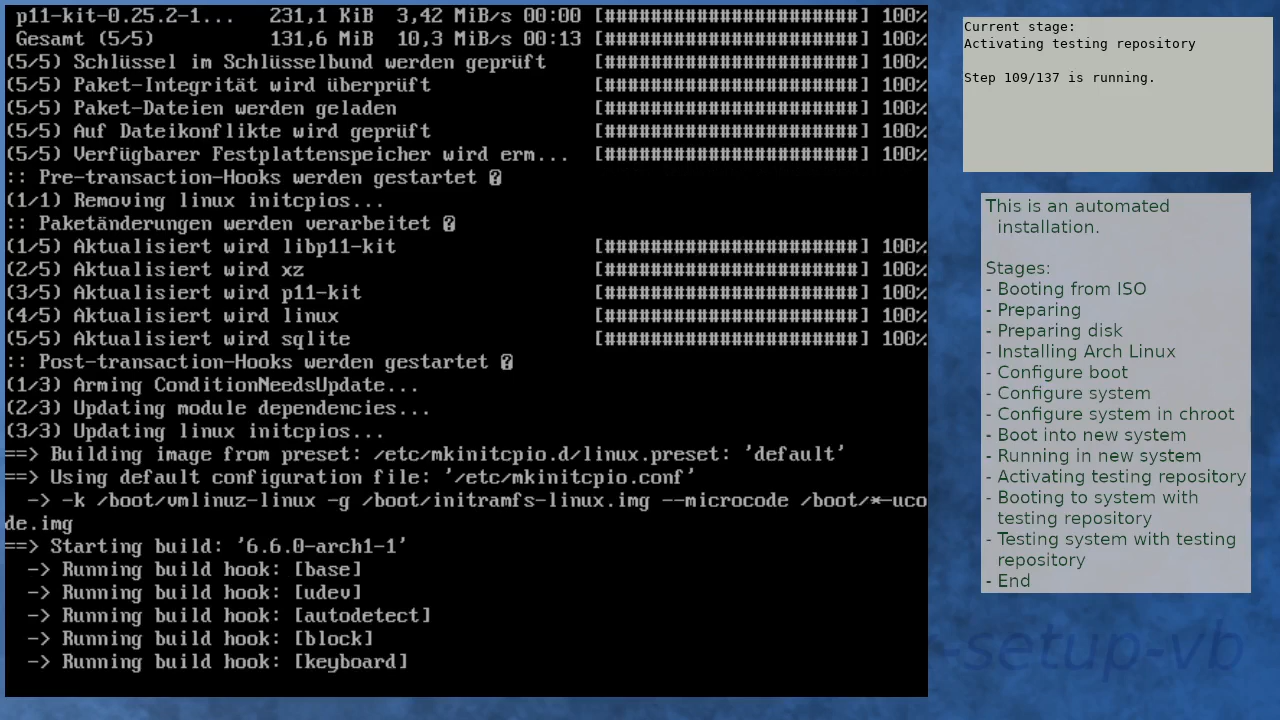 p11-kit-0.25.2-1...   231,1 KiB  3,42 MiB/s 00:00 [######################] 100%
Gesamt (5/5)          131,6 MiB  10,3 MiB/s 00:13 [######################] 100%
(5/5) Schlüssel im Schlüsselbund werden geprüft    [######################] 100%
(5/5) Paket-Integrität wird überprüft              [######################] 100%
(5/5) Paket-Dateien werden geladen                 [######################] 100%
(5/5) Auf Dateikonflikte wird geprüft              [######################] 100%
(5/5) Verfügbarer Festplattenspeicher wird erm...  [######################] 100%
:: Pre-transaction-Hooks werden gestartet �
(1/1) Removing linux initcpios...
:: Paketänderungen werden verarbeitet �
(1/5) Aktualisiert wird libp11-kit                 [######################] 100%
(2/5) Aktualisiert wird xz                         [######################] 100%
(3/5) Aktualisiert wird p11-kit                    [######################] 100%
(4/5) Aktualisiert wird linux                      [######################] 100%
(5/5) Aktualisiert wird sqlite                     [######################] 100%
:: Post-transaction-Hooks werden gestartet �
(1/3) Arming ConditionNeedsUpdate...
(2/3) Updating module dependencies...
(3/3) Updating linux initcpios...
==> Building image from preset: /etc/mkinitcpio.d/linux.preset: 'default'
==> Using default configuration file: '/etc/mkinitcpio.conf'
  -> -k /boot/vmlinuz-linux -g /boot/initramfs-linux.img --microcode /boot/*-uco
de.img
==> Starting build: '6.6.0-arch1-1'
  -> Running build hook: [base]
  -> Running build hook: [udev]
  -> Running build hook: [autodetect]
  -> Running build hook: [block]
  -> Running build hook: [keyboard]
Current stage:
Activating testing repository
Step 109/137 is running.
This is an automated
installation.
Stages:
- Booting from ISO
- Preparing
- Preparing disk
- Installing Arch Linux
- Configure boot
- Configure system
- Configure system in chroot
- Boot into new system
- Running in new system
- Activating testing repository
- Booting to system with
testing repository
- Testing system with testing
repository
- End
-setup-vb